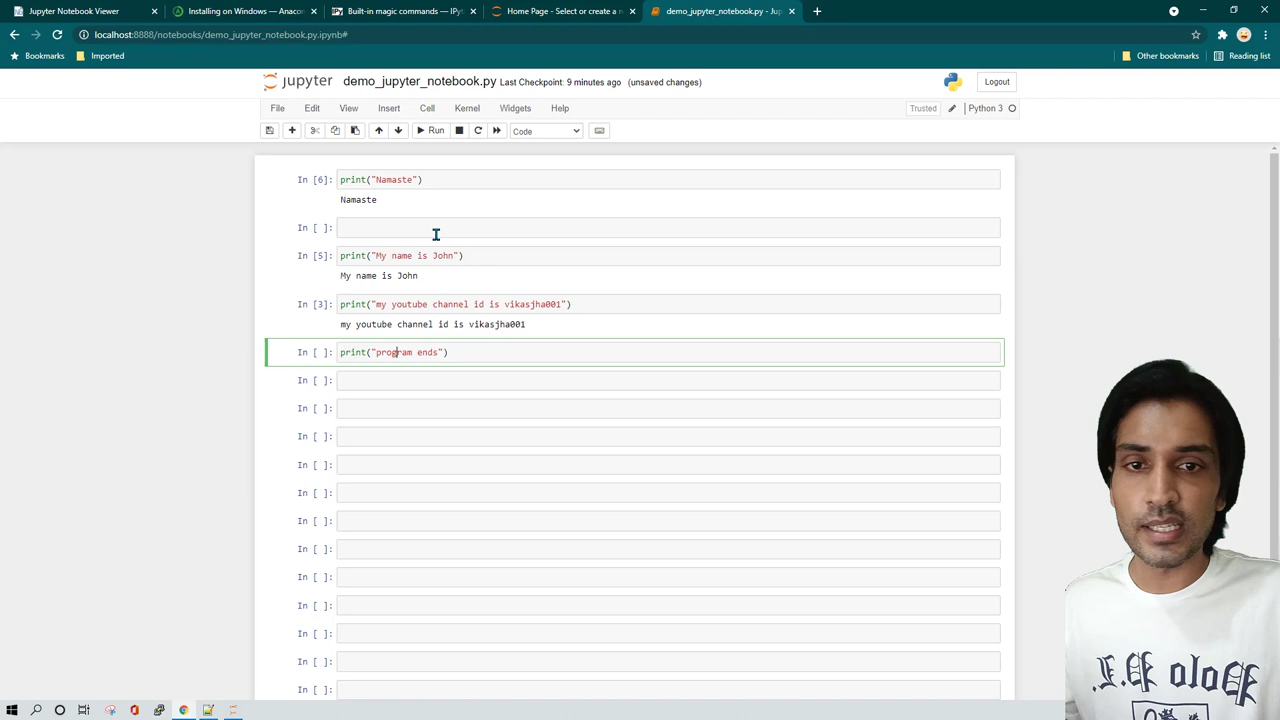 Jupyter Notebook Viewer
Installing on Windows — Anacon
Built-in magic commands — IPyt
Home Page - Select or create a n
demo_jupyter_notebook.py - Jup
localhost:8888/notebooks/demo_jupyter_notebook.py.ipynb#
Bookmarks Imported Other bookmarks Reading list
jupyter demo_jupyter_notebook.py Last Checkpoint: 9 minutes ago (unsaved changes) Logout
File Edit View Insert Cell Kernel Widgets Help Trusted Python 3
Run Code
In [6]: print("Namaste")
Namaste
In [ ]:
In [5]: print("My name is John")
My name is John
In [3]: print("my youtube channel id is vikasjha001")
my youtube channel id is vikasjha001
In [ ]: print("program ends")
In [ ]:
In [ ]:
In [ ]:
In [ ]:
In [ ]:
In [ ]:
In [ ]:
In [ ]:
In [ ]:
In [ ]:
In [ ]:
In [ ]: